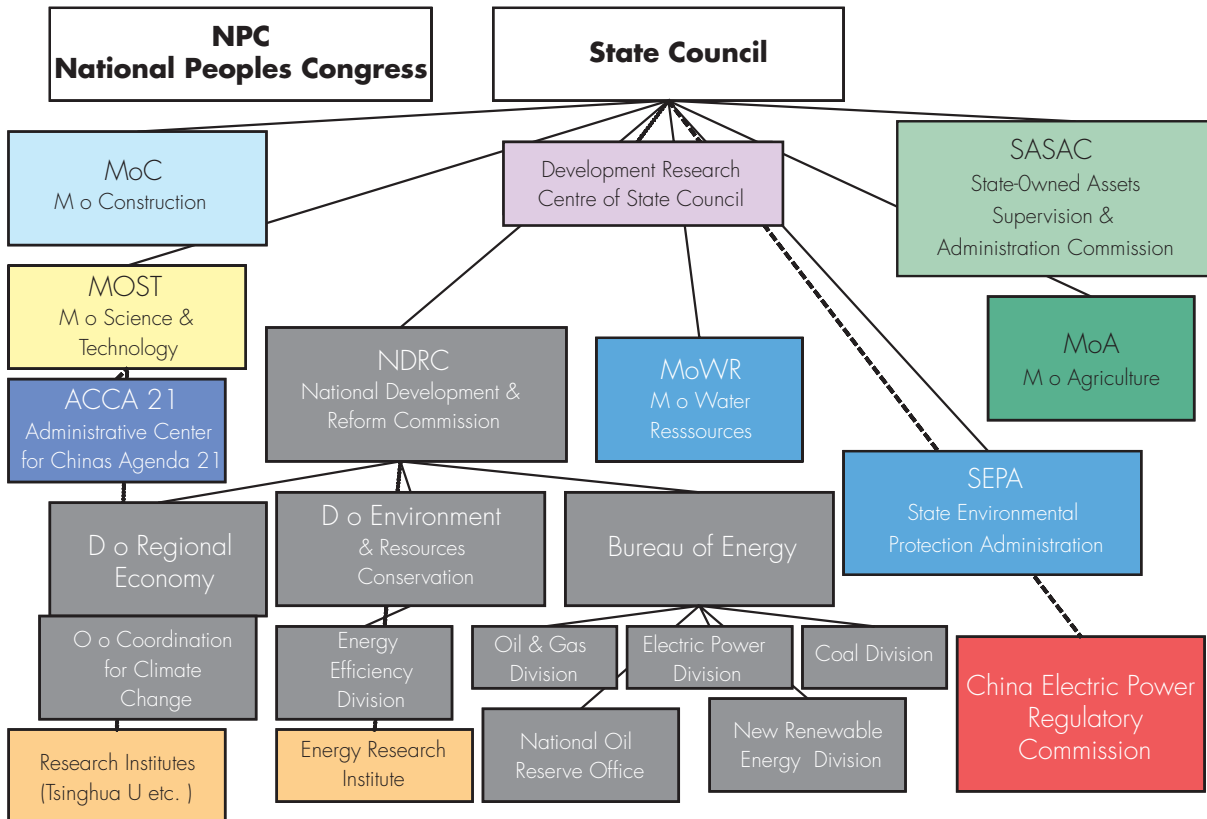 NPC
National Peoples Congress
State Council
MoC
M o Construction
Development Research
Centre of State Council
SASAC
State-Owned Assets
Supervision &
Administration Commission
MOST
M o Science &
Technology
NDRC
National Development &
Reform Commission
MoWR
M o Water
Resssources
MoA
M o Agriculture
ACCA 21
Administrative Center
for Chinas Agenda 21
SEPA
State Environmental
Protection Administration
D o Regional
Economy
D o Environment
& Resources
Conservation
Bureau of Energy
O o Coordination
for Climate
Change
Energy
Efficiency
Division
Oil & Gas
Division
Electric Power
Division
Coal Division
China Electric Power
Regulatory
Commission
National Oil
Reserve Office
New Renewable
Energy Division
Research Institutes
(Tsinghua U etc. )
Energy Research
Institute